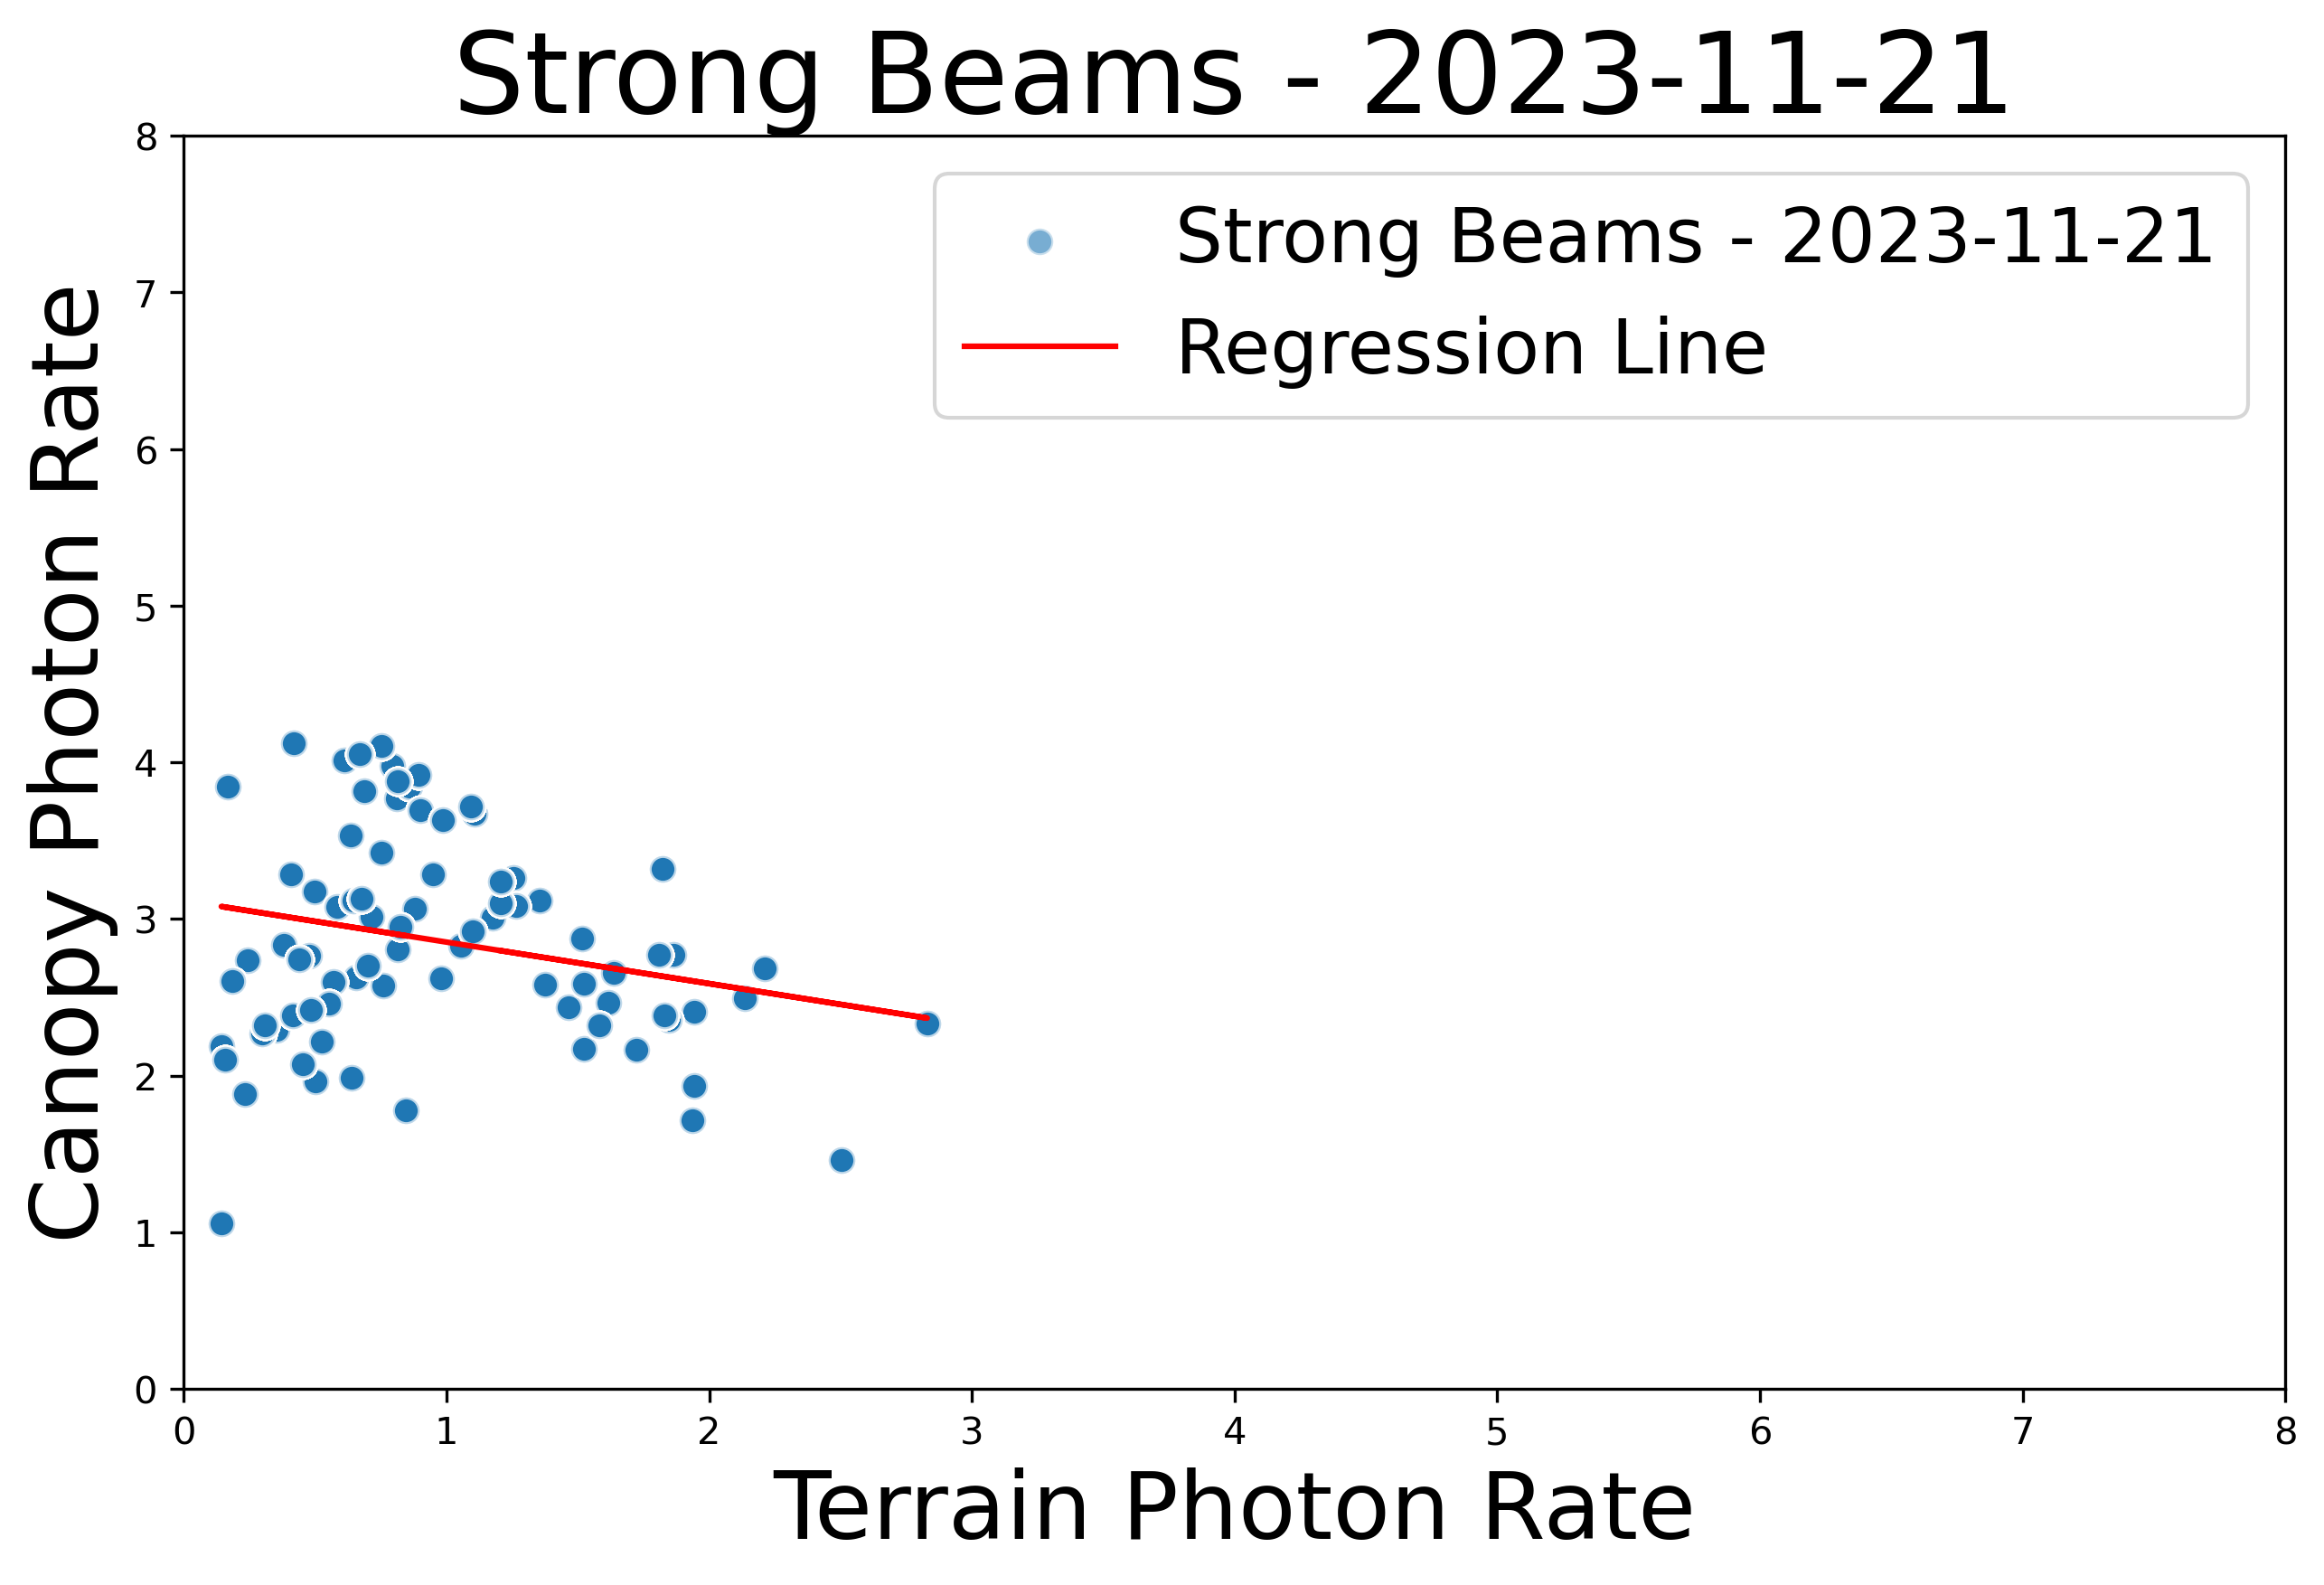 Strong Beams - 2023-11-21
Strong Beams - 2023-11-21
Regression Line
Canopy Photon Rate
8
7
6
5
4
3
2
1
0
0 1 2 3 4 5 6 7 8
Terrain Photon Rate